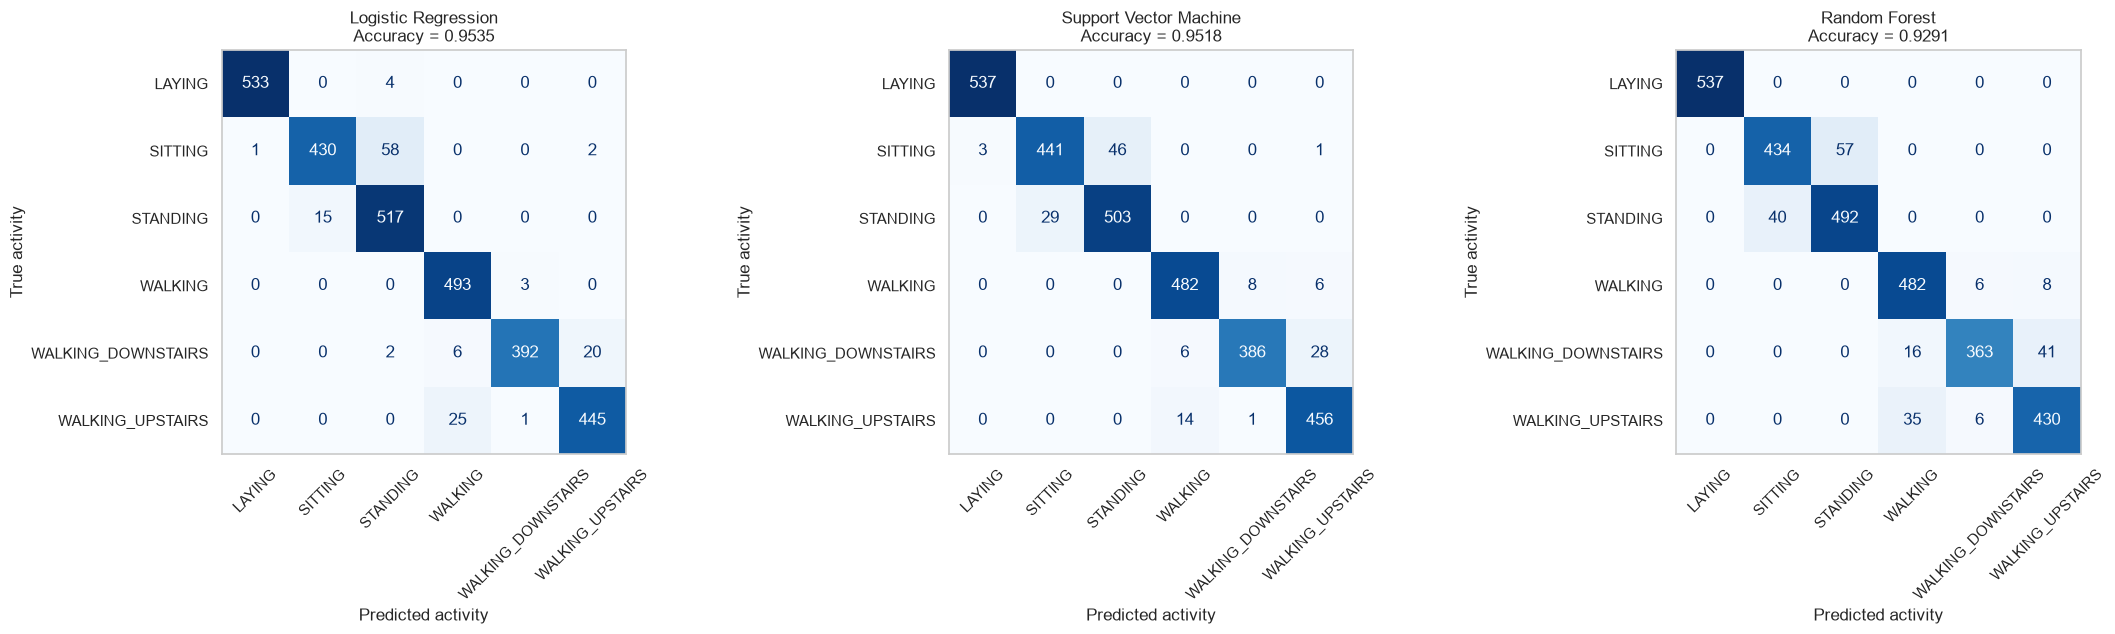 Logistic Regression
Accuracy = 0.9535
True activity
LAYING 533 0 4 0 0 0
SITTING 1 430 58 0 0 2
STANDING 0 15 517 0 0 0
WALKING 0 0 0 493 3 0
WALKING_DOWNSTAIRS 0 0 2 6 392 20
WALKING_UPSTAIRS 0 0 0 25 1 445
LAYING SITTING STANDING WALKING WALKING_DOWNSTAIRS WALKING_UPSTAIRS
Predicted activity
Support Vector Machine
Accuracy = 0.9518
True activity
LAYING 537 0 0 0 0 0
SITTING 3 441 46 0 0 1
STANDING 0 29 503 0 0 0
WALKING 0 0 0 482 8 6
WALKING_DOWNSTAIRS 0 0 0 6 386 28
WALKING_UPSTAIRS 0 0 0 14 1 456
LAYING SITTING STANDING WALKING WALKING_DOWNSTAIRS WALKING_UPSTAIRS
Predicted activity
Random Forest
Accuracy = 0.9291
True activity
LAYING 537 0 0 0 0 0
SITTING 0 434 57 0 0 0
STANDING 0 40 492 0 0 0
WALKING 0 0 0 482 6 8
WALKING_DOWNSTAIRS 0 0 0 16 363 41
WALKING_UPSTAIRS 0 0 0 35 6 430
LAYING SITTING STANDING WALKING WALKING_DOWNSTAIRS WALKING_UPSTAIRS
Predicted activity